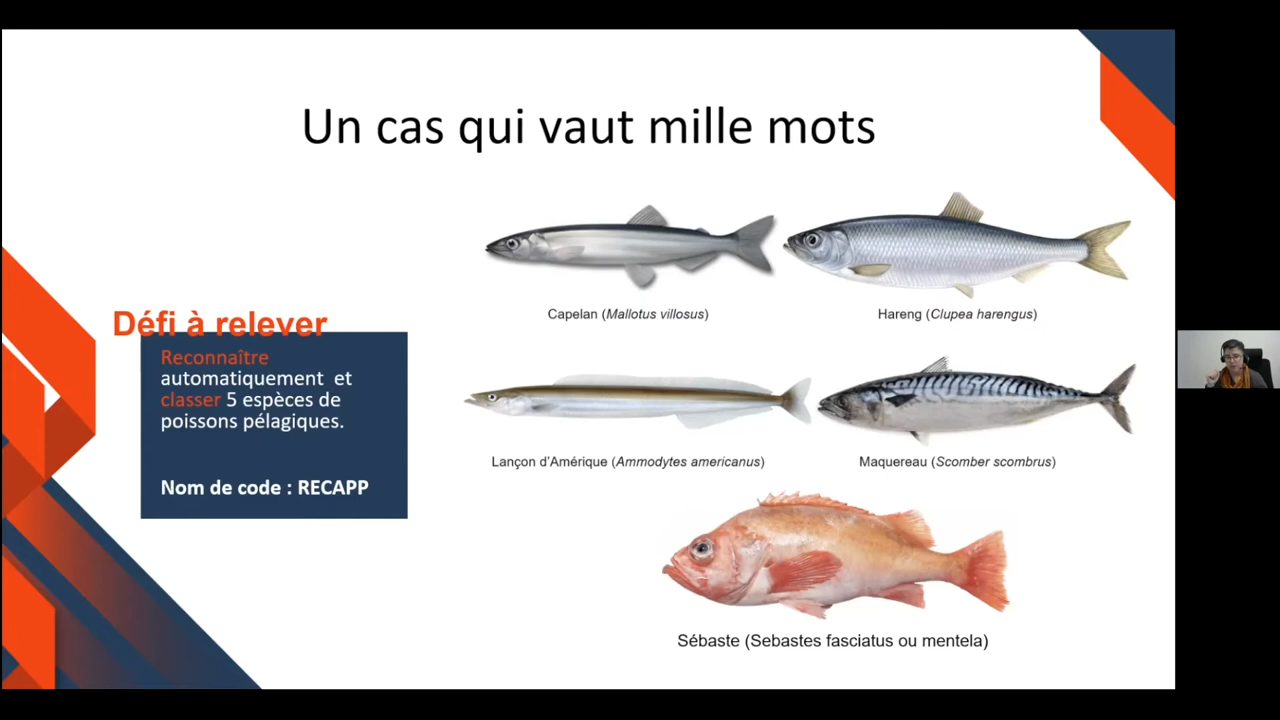 Un cas qui vaut mille mots
Défi à relever
Reconnaître
automatiquement et
classer 5 espèces de
poissons pélagiques.
Nom de code : RECAPP
Capelan (Mallotus villosus)
Hareng (Clupea harengus)
Lançon d'Amérique (Ammodytes americanus)
Maquereau (Scomber scombrus)
Sébaste (Sebastes fasciatus ou mentela)